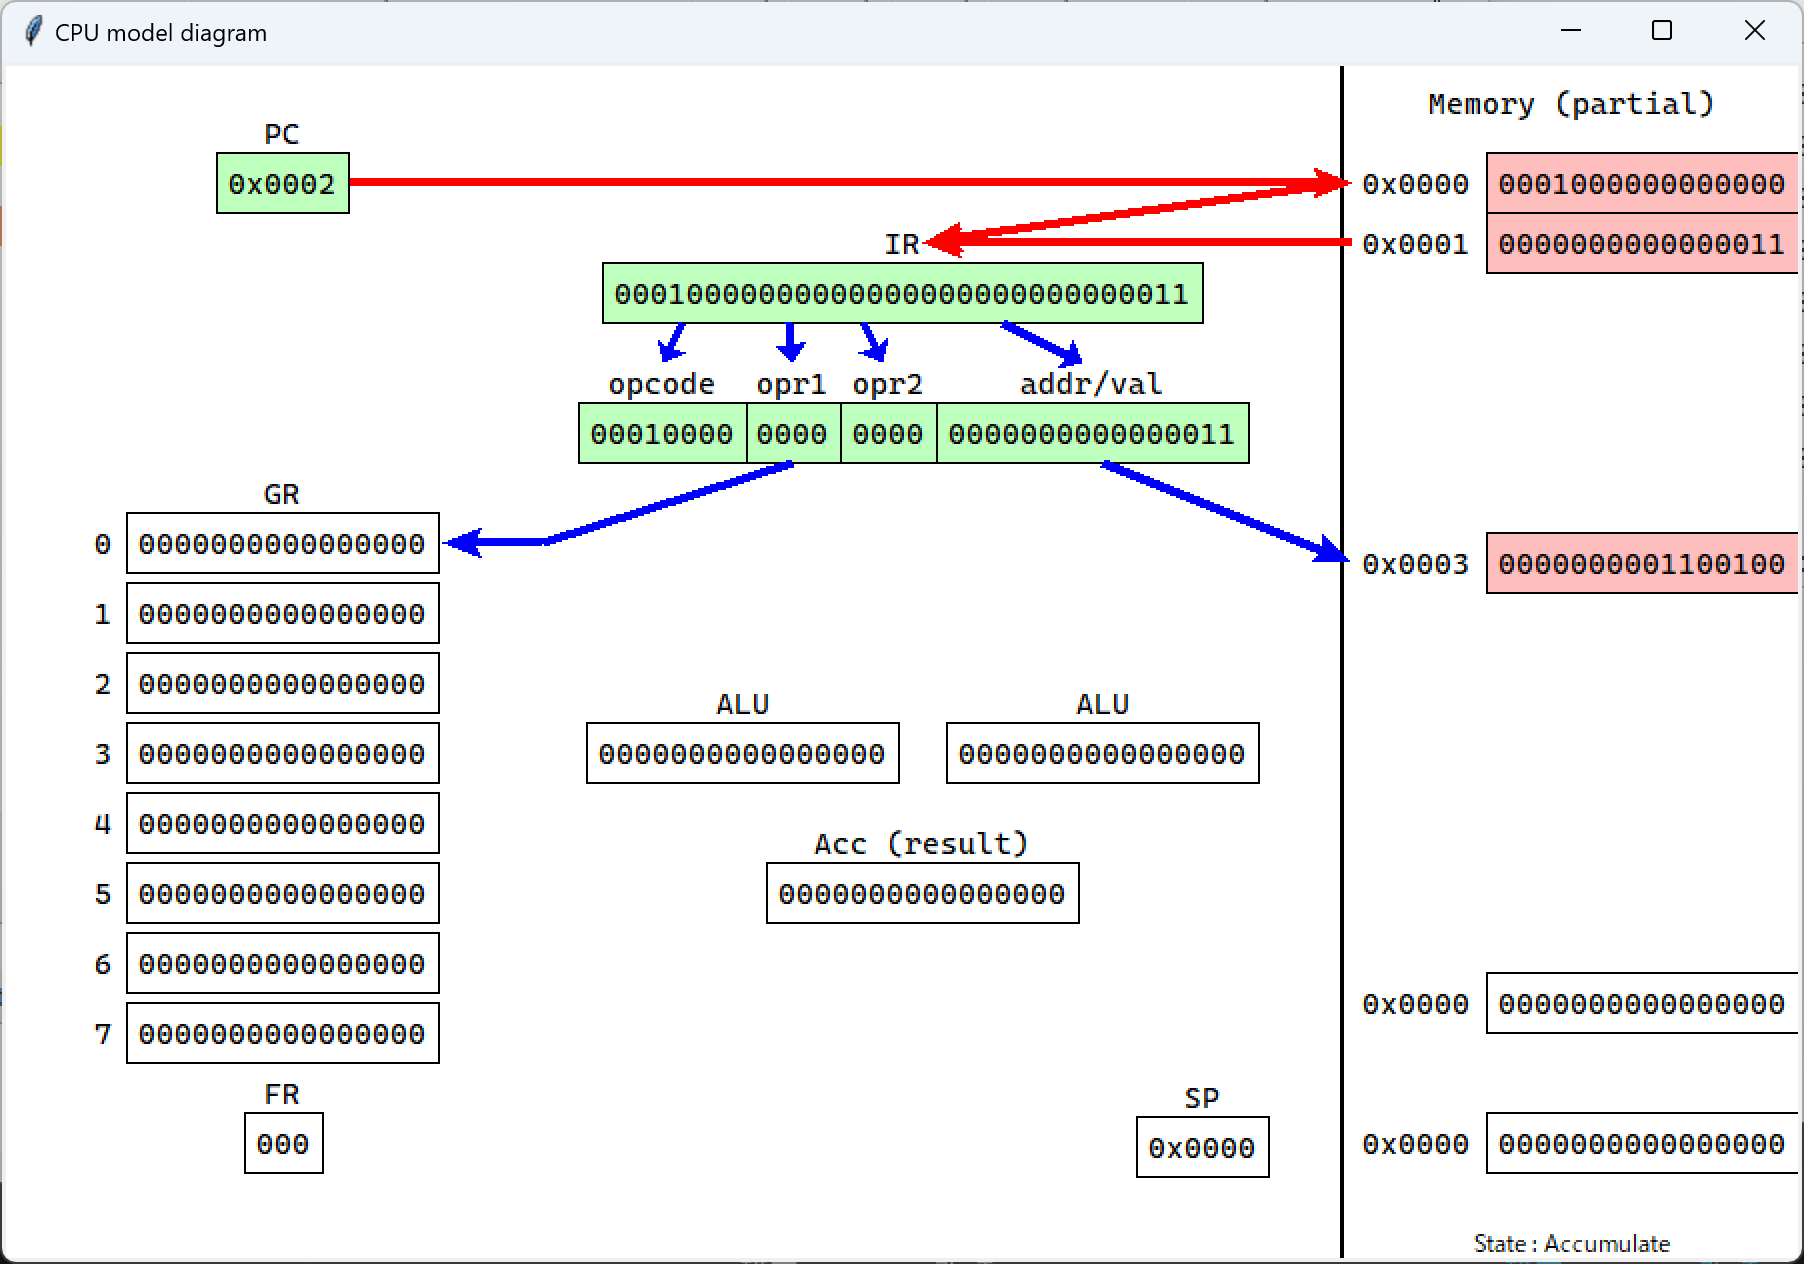 CPU model diagram
Memory (partial)
PC
0x0002
0x0000 0001000000000000
IR
0x0001 0000000000000011
00010000000000000000000000000011
opcode opr1 opr2 addr/val
00010000 0000 0000 0000000000000011
GR
0 0000000000000000
0x0003 0000000001100100
1 0000000000000000
2 0000000000000000
ALU ALU
3 0000000000000000
0000000000000000 0000000000000000
4 0000000000000000
Acc (result)
5 0000000000000000
0000000000000000
6 0000000000000000
0x0000 0000000000000000
7 0000000000000000
FR
SP
000
0x0000
0x0000 0000000000000000
State : Accumulate